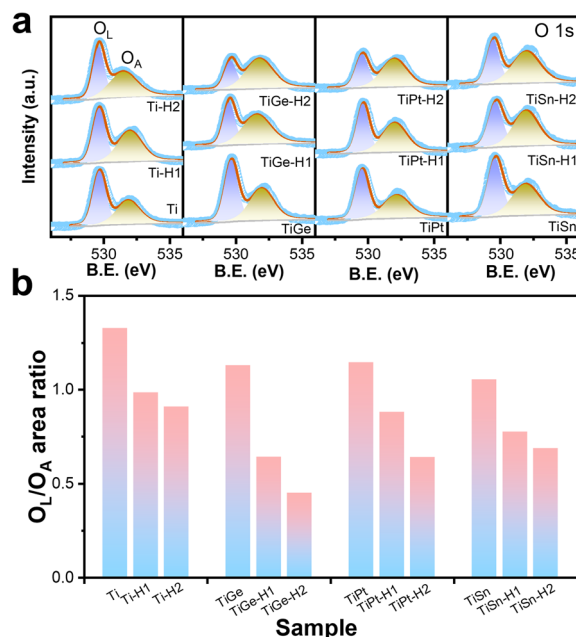 a
O_L
O_A
O 1s
Intensity (a.u.)
Ti-H2
TiGe-H2
TiPt-H2
TiSn-H2
Ti-H1
TiGe-H1
TiPt-H1
TiSn-H1
Ti
TiGe
TiPt
TiSn
530 535
530 535
530 535
530 535
B.E. (eV)
B.E. (eV)
B.E. (eV)
B.E. (eV)
b
O_L/O_A area ratio
1.5
1.0
0.5
0.0
Ti Ti-H1 Ti-H2
TiGe TiGe-H1 TiGe-H2
TiPt TiPt-H1 TiPt-H2
TiSn TiSn-H1 TiSn-H2
Sample